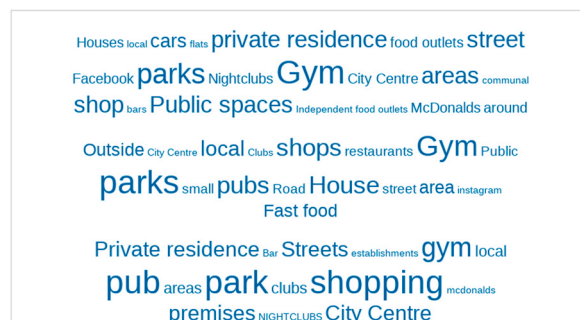 Houses local cars flats private residence food outlets street
Facebook parks Nightclubs Gym City Centre areas communal
shop bars Public spaces Independent food outlets McDonalds around
Outside City Centre local Clubs shops restaurants Gym Public
parks small pubs Road House street area instagram
Fast food
Private residence Bar Streets establishments gym local
pub areas park clubs shopping mcdonalds
premises NIGHTCLUBS City Centre